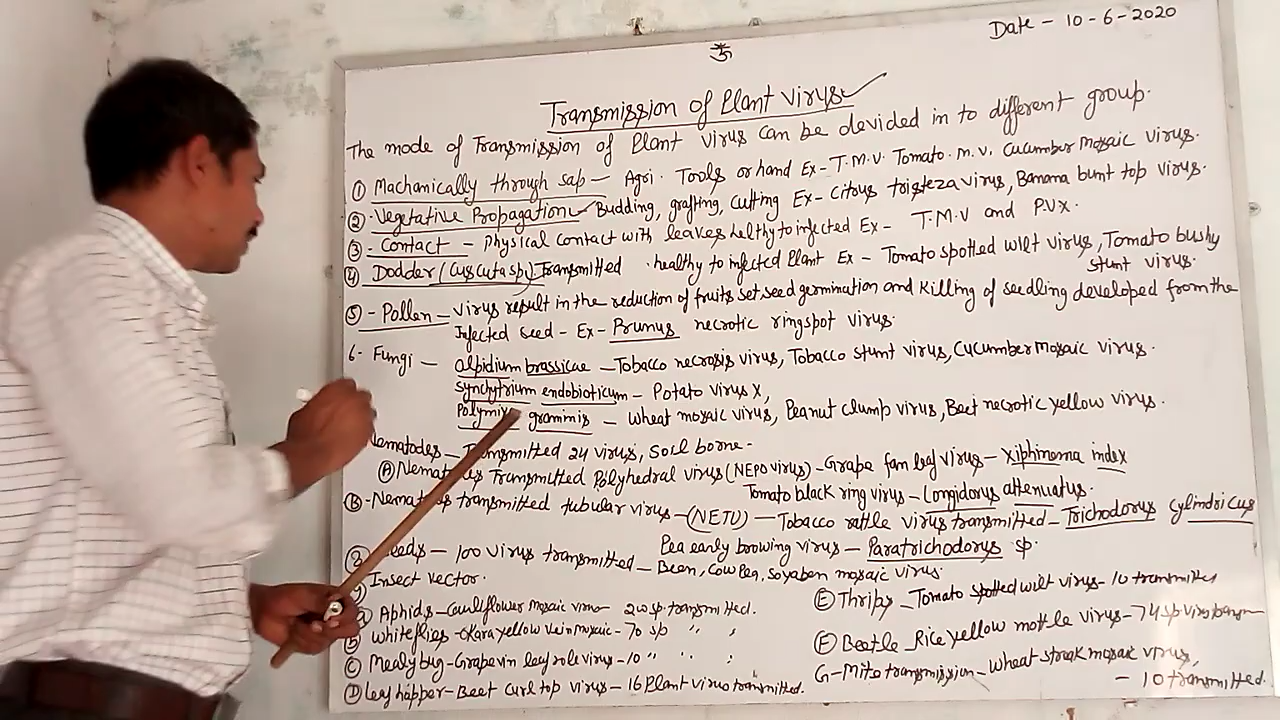 Date - 10-6-2020
ॐ
Transmission of Plant virus
The mode of Transmission of Plant virus can be devided in to different group.
① Machanically through sap - Agri. Tools or hand Ex- T.M.V. Tomato.M.V. Cucumber Mosaic virus.
② Vegetative Propagation Budding, grafting, Cutting Ex- Citrus tristeza virus, Banana bunt top virus.
③ - Contact - Physical contact with leaves helthy to infected Ex - T.M.V and P.V.X.
④ Dodder (Cuscuta sp) Transmitted . healthy to infected Plant Ex - Tomato spotted wilt virus, Tomato bushy
stunt virus.
⑤ - Pollen - Virus result in the reduction of fruits set, seed germination and Killing of seedling developed from the
Infected seed - Ex - Prunus necrotic ringspot virus.
6- Fungi - Olpidium brassicae - Tobacco necrosis virus, Tobacco stunt virus, Cucumber Mosaic virus.
Synchytrium endobioticum - Potato virus X,
graminis - Wheat mosaic virus, Peanut clump virus, Beet necrotic yellow virus.
Nematodes - Transmitted 24 virus, Soil borne -
Ⓐ Transmitted Polyhedral virus (NEPO virus) - Grape fan leaf virus - Xiphinema index
Tomato black ring virus - Longidorus attenuatus.
Ⓑ - transmitted tubular virus - (NETU) - Tobacco rattle virus transmitted - Trichodorus cylindricus
Pea early browing virus - Paratrichodorus sp.
⑧ - 100 virus transmitted - Bean, Cow Pea, Soyaben mosaic virus.
Insect vector.
Aphids - Cauliflower Mosaic virus 200 sp. transmitted.
Ⓑ Whiteflies - Okara yellow Vein mosaic - 70 sp " "
Ⓒ Mealy bug - Grapevin leaf role virus - 10 " " "
Ⓓ Leaf happer - Beet Curl top virus - 16 Plant virus transmitted.
Ⓔ Thrips - Tomato spotted wilt virus - 10 transmitted
Ⓕ Beetle - Rice yellow mottle virus - 74 sp virus
G - Mite transmission - wheat streak mosaic virus,
- 10 transmitted.